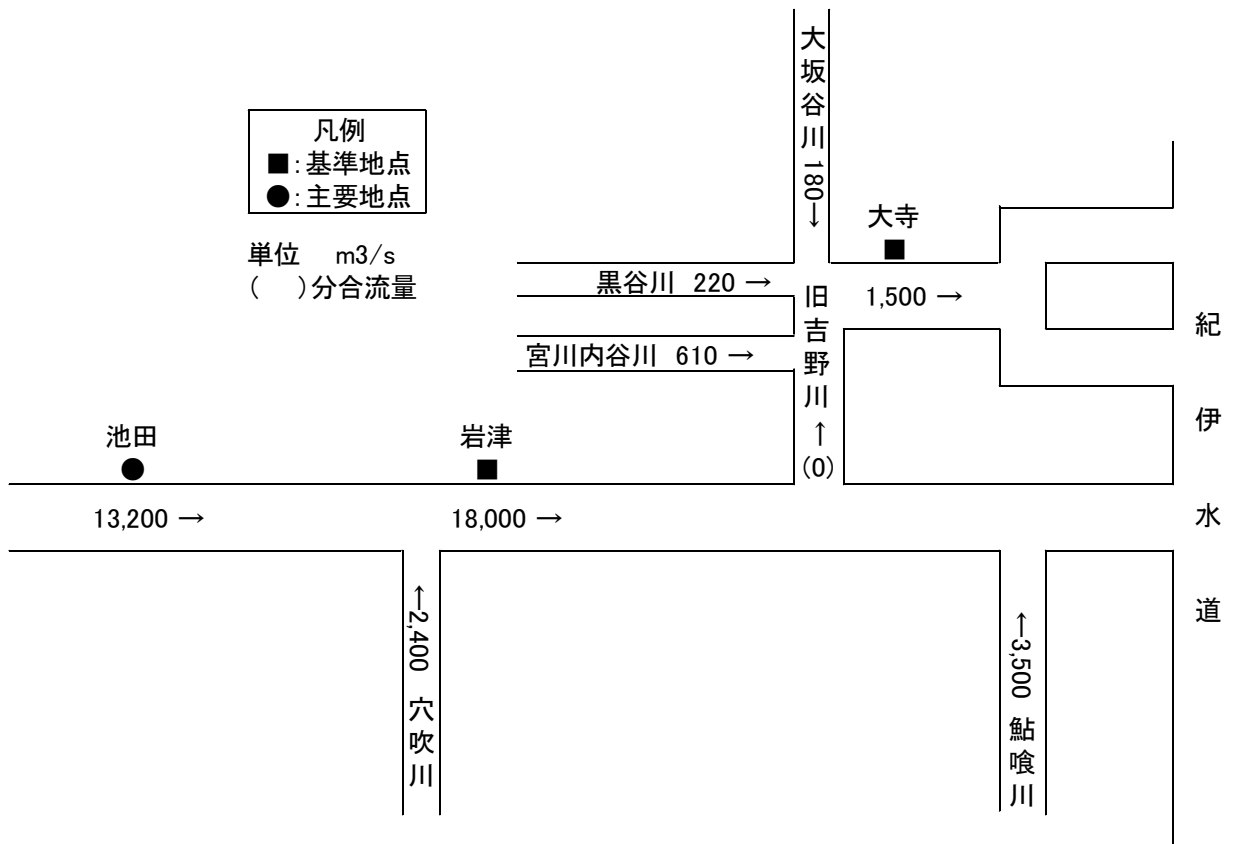 大坂谷川 180→
凡例
■：基準地点
●：主要地点
単位 m3/s
( )分合流量
大寺
■
黒谷川 220 →
1,500 →
宮川内谷川 610 →
旧吉野川 ↑
(0)
池田
●
岩津
■
13,200 →
18,000 →
←2,400 穴吹川
←3,500 鮎喰川
紀伊水道